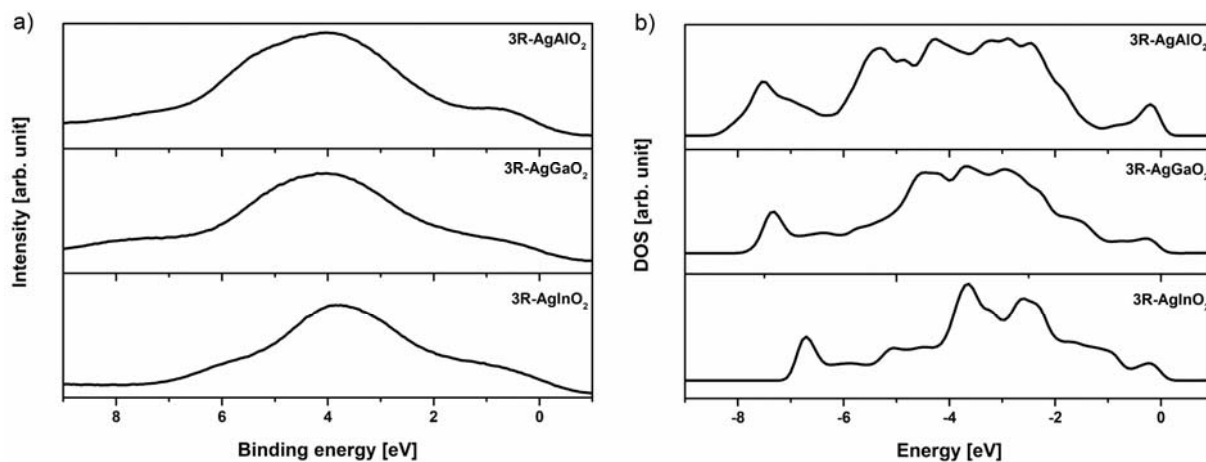 a)
Intensity [arb. unit]
3R-AgAlO₂
3R-AgGaO₂
3R-AgInO₂
8 6 4 2 0
Binding energy [eV]
b)
DOS [arb. unit]
3R-AgAlO₂
3R-AgGaO₂
3R-AgInO₂
-8 -6 -4 -2 0
Energy [eV]